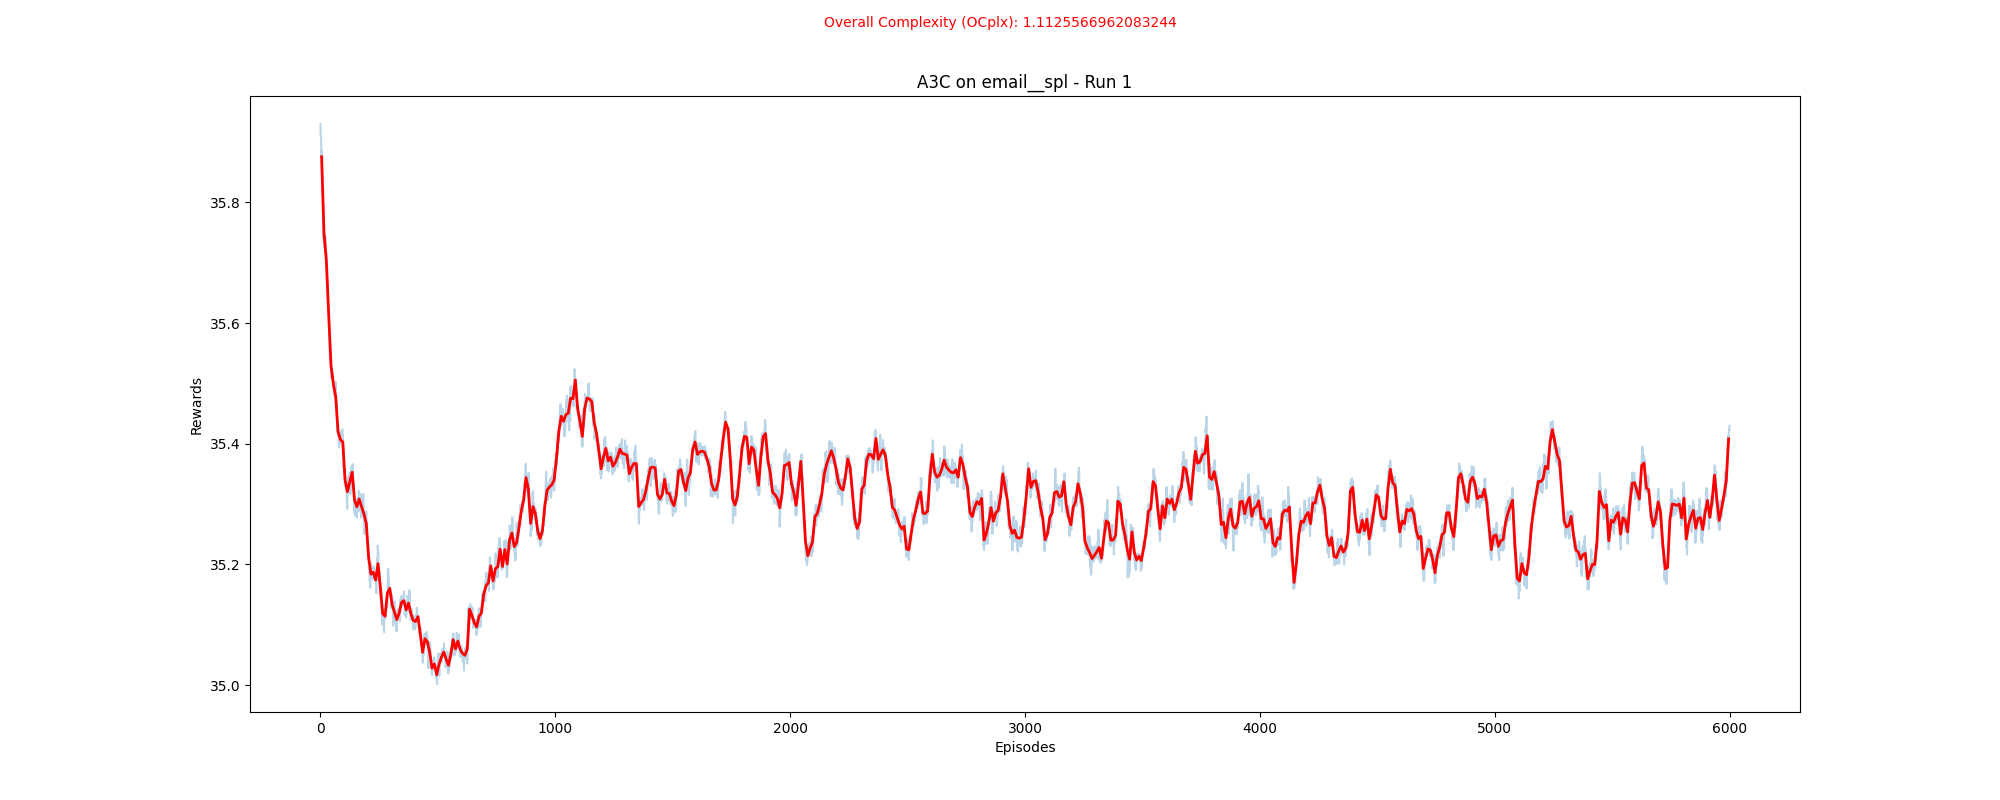 Overall Complexity (OCplx): 1.1125566962083244
A3C on email__spl - Run 1
Rewards
35.8
35.6
35.4
35.2
35.0
0 1000 2000 3000 4000 5000 6000
Episodes